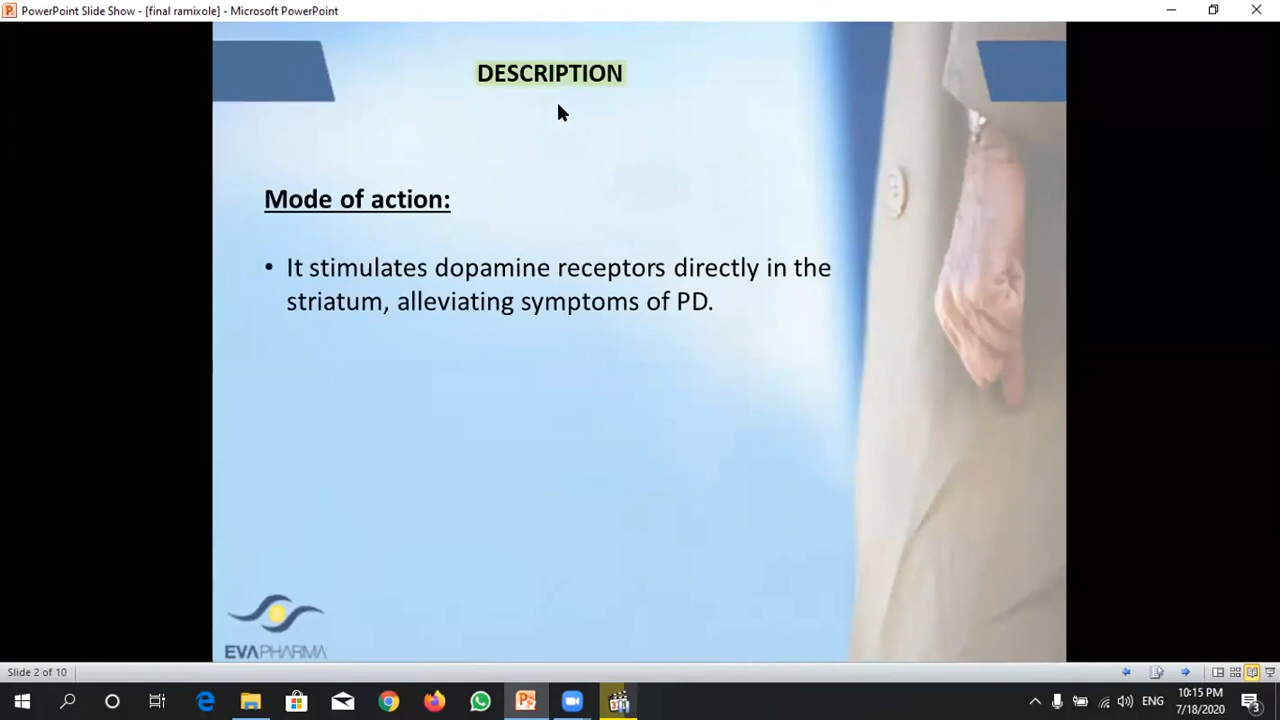 PowerPoint Slide Show - [final ramixole] - Microsoft PowerPoint
DESCRIPTION
Mode of action:
• It stimulates dopamine receptors directly in the
striatum, alleviating symptoms of PD.
EVAPHARMA
Slide 2 of 10
ENG
10:15 PM
7/18/2020
3